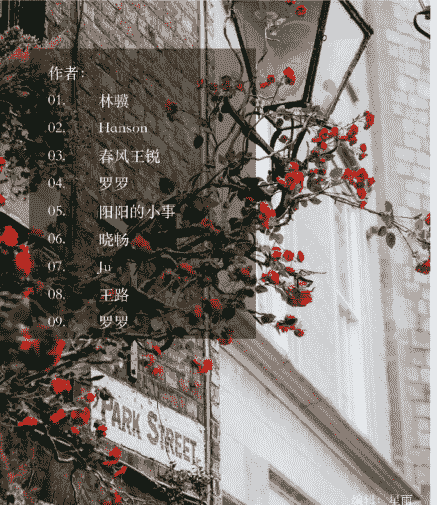 作者：
01. 林骥
02. Hanson
03. 春风王锐
04. 罗罗
05. 阳阳的小事
06. 晓畅
07. Ju
08. 王路
09. 罗罗
PARK STREET